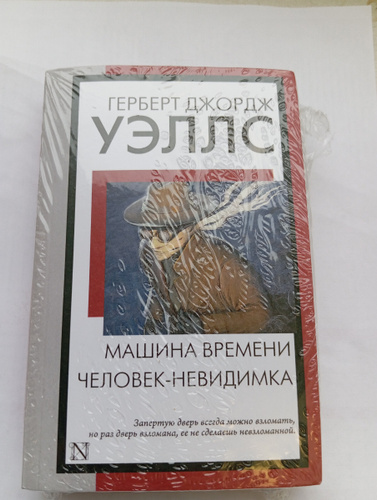 ГЕРБЕРТ ДЖОРДЖ
УЭЛЛС
МАШИНА ВРЕМЕНИ
ЧЕЛОВЕК-НЕВИДИМКА
Запертую дверь всегда можно взломать,
но раз дверь взломана, ее не сделаешь невзломанной.
N